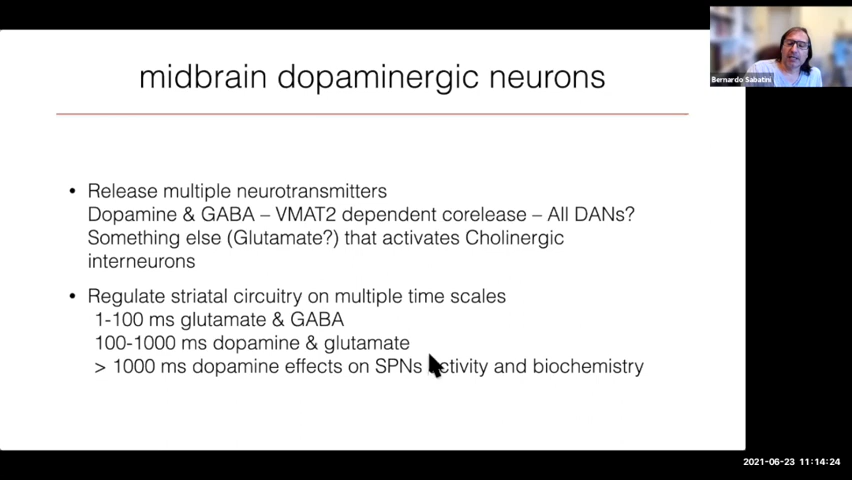 midbrain dopaminergic neurons
Bernardo Sabatini
• Release multiple neurotransmitters
Dopamine & GABA – VMAT2 dependent corelease – All DANs?
Something else (Glutamate?) that activates Cholinergic
interneurons
• Regulate striatal circuitry on multiple time scales
1-100 ms glutamate & GABA
100-1000 ms dopamine & glutamate
> 1000 ms dopamine effects on SPNs activity and biochemistry
2021-06-23 11:14:24